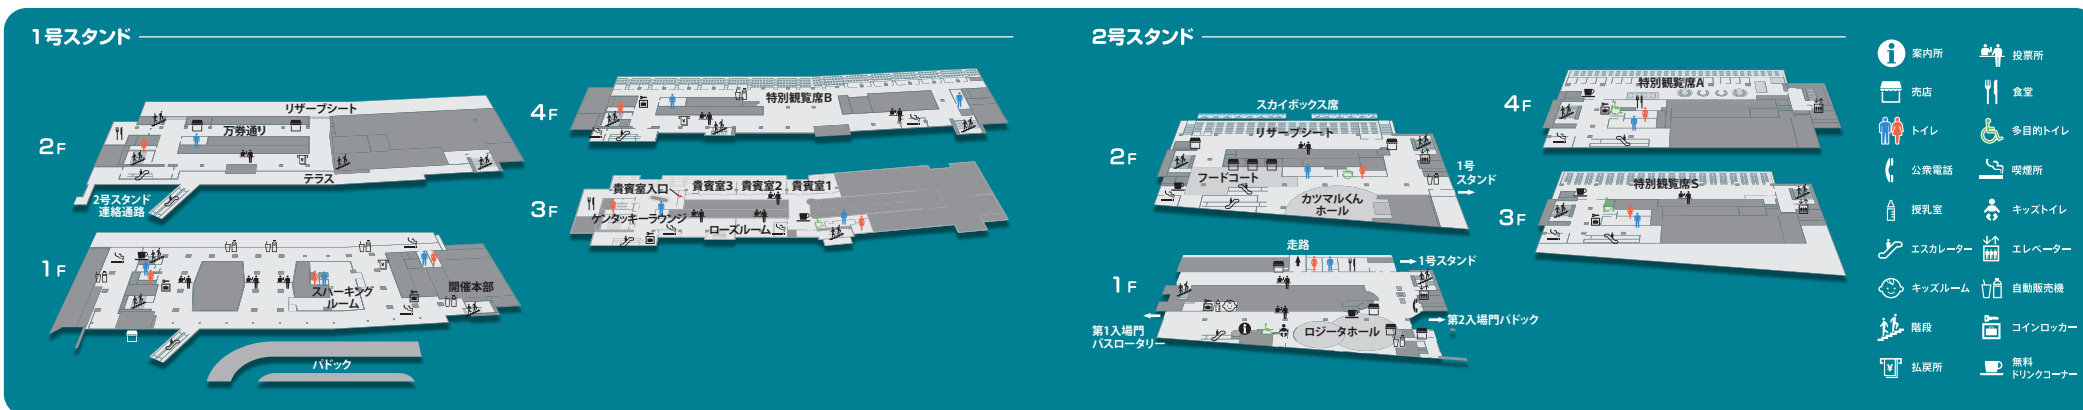 1号スタンド
2F
リザーブシート
万券通り
テラス
2号スタンド
連絡通路
1F
スパーキング
ルーム
開催本部
パドック
4F
特別観覧席B
3F
貴賓室入口
貴賓室3
貴賓室2
貴賓室1
ケンタッキーラウンジ
ローズルーム
2号スタンド
2F
スカイボックス席
リザーブシート
フードコート
カツマルくん
ホール
1号
スタンド
1F
走路
1号スタンド
第1入場門
バスロータリー
ロジータホール
第2入場門パドック
4F
特別観覧席A
3F
特別観覧席S
案内所
投票所
売店
食堂
トイレ
多目的トイレ
公衆電話
喫煙所
授乳室
キッズトイレ
エスカレーター
エレベーター
キッズルーム
自動販売機
階段
コインロッカー
払戻所
無料
ドリンクコーナー